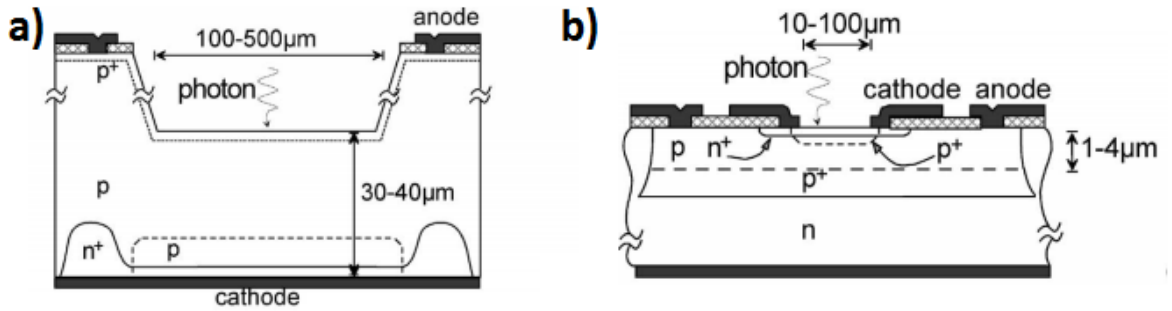 a)
anode
100-500μm
p+
photon
p
30-40μm
n+
p
cathode
b)
10-100μm
photon
cathode
anode
p
n+
p+
1-4μm
p+
n